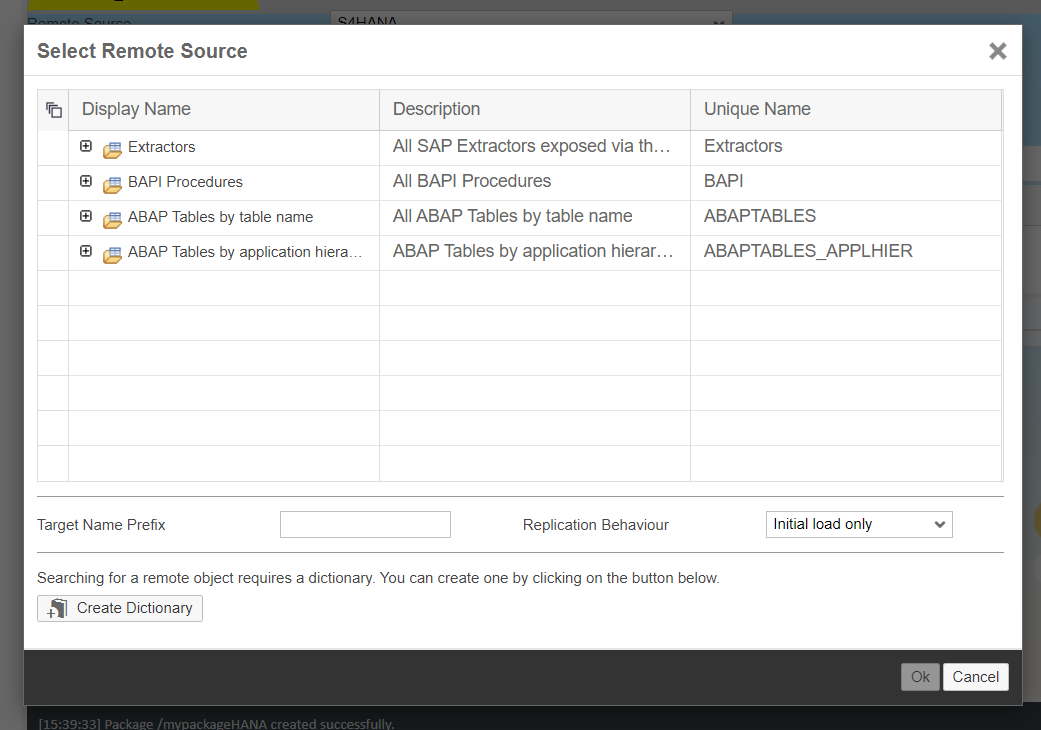 Remote Source
S4HANA
Select Remote Source
Display Name Description Unique Name
Extractors All SAP Extractors exposed via th… Extractors
BAPI Procedures All BAPI Procedures BAPI
ABAP Tables by table name All ABAP Tables by table name ABAPTABLES
ABAP Tables by application hiera… ABAP Tables by application hierar… ABAPTABLES_APPLHIER
Target Name Prefix Replication Behaviour Initial load only
Searching for a remote object requires a dictionary. You can create one by clicking on the button below.
Create Dictionary
Ok Cancel
[15:39:33] Package /mypackageHANA created successfully.